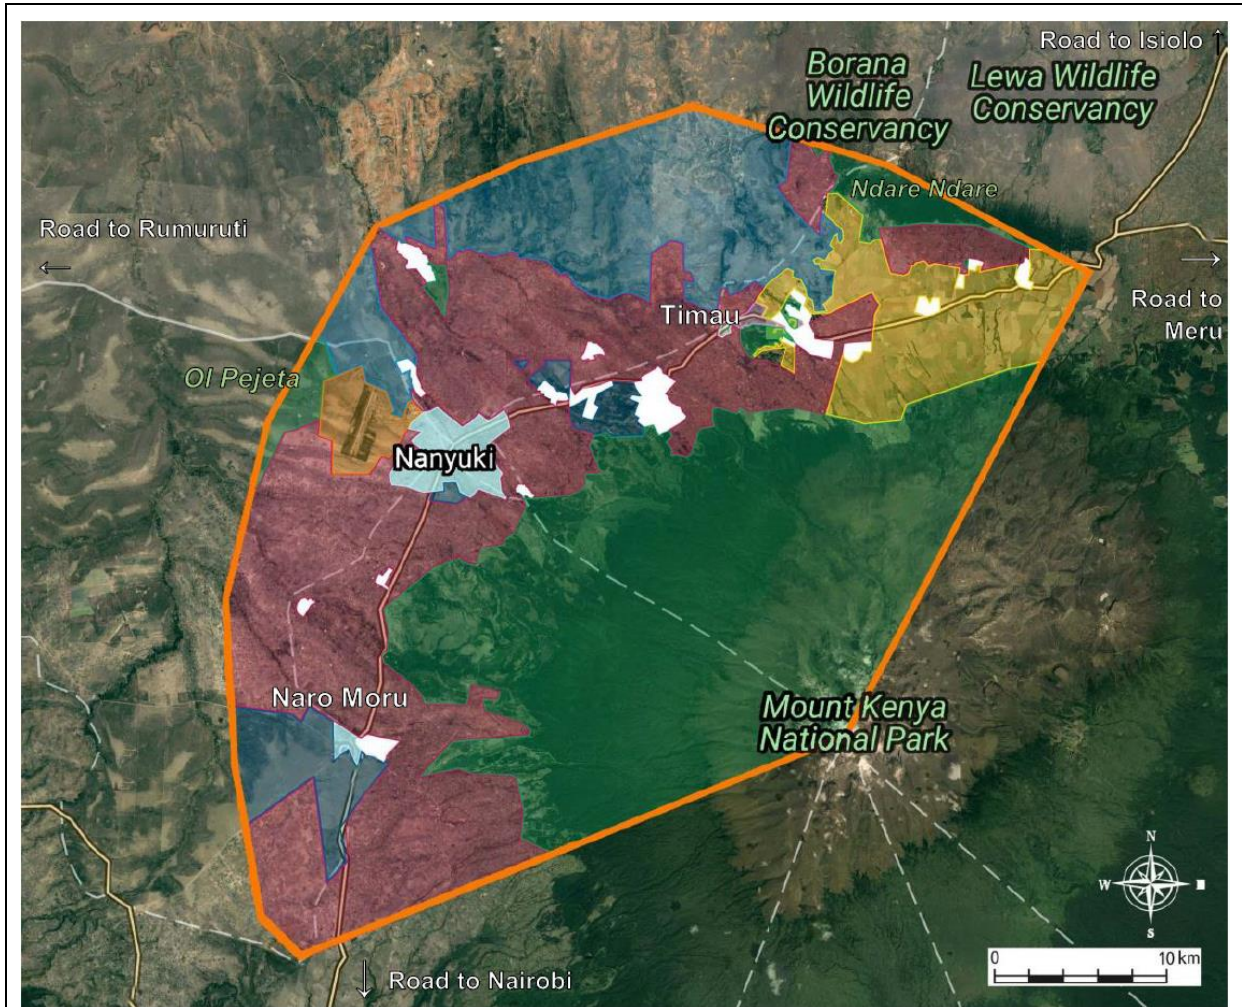 Road to Isiolo
Borana
Wildlife
Conservancy
Lewa Wildlife
Conservancy
Ndare Ndare
Road to Rumuruti
Road to
Meru
Timau
Ol Pejeta
Nanyuki
Naro Moru
Mount Kenya
National Park
N
W
S
0 10 km
Road to Nairobi